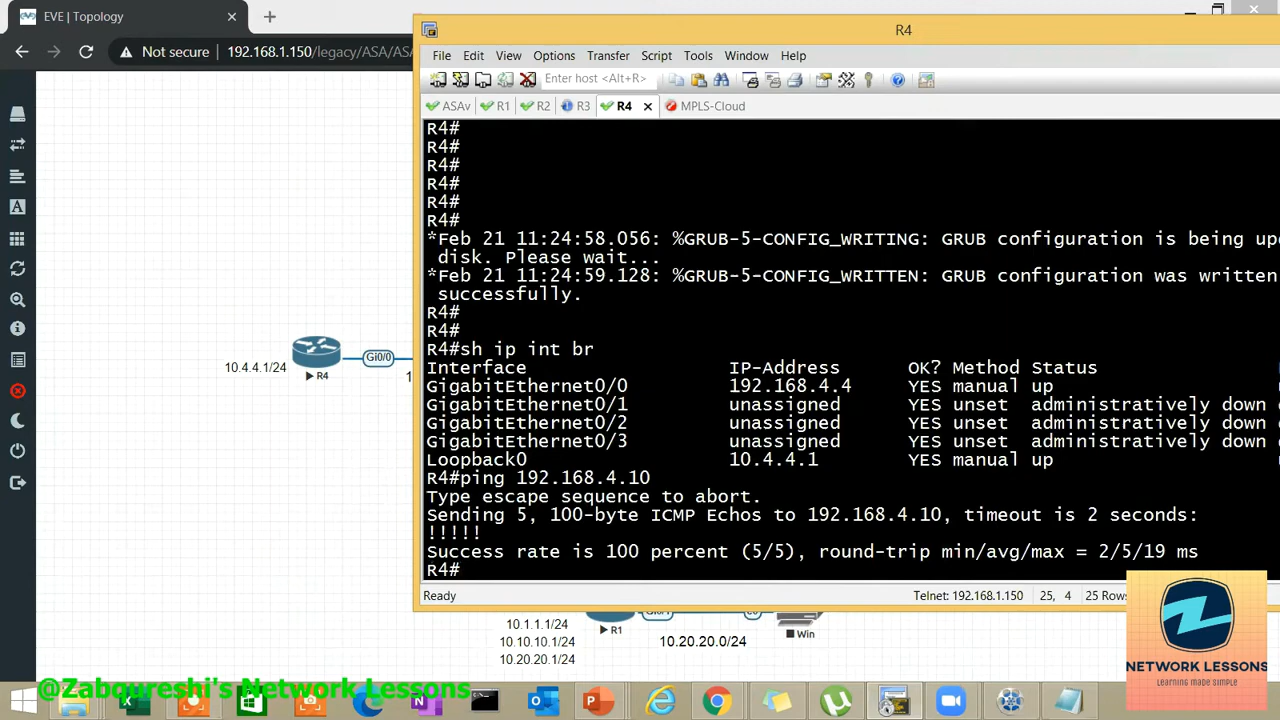 EVE | Topology
Not secure
192.168.1.150/legacy/ASA/AS
R4
File Edit View Options Transfer Script Tools Window Help
Enter host <Alt+R>
ASAv R1 R2 R3 R4 MPLS-Cloud
R4#
R4#
R4#
R4#
R4#
R4#
*Feb 21 11:24:58.056: %GRUB-5-CONFIG_WRITING: GRUB configuration is being up
disk. Please wait...
*Feb 21 11:24:59.128: %GRUB-5-CONFIG_WRITTEN: GRUB configuration was written
successfully.
R4#
R4#
R4#sh ip int br
Interface IP-Address OK? Method Status
GigabitEthernet0/0 192.168.4.4 YES manual up
GigabitEthernet0/1 unassigned YES unset administratively down
GigabitEthernet0/2 unassigned YES unset administratively down
GigabitEthernet0/3 unassigned YES unset administratively down
Loopback0 10.4.4.1 YES manual up
R4#ping 192.168.4.10
Type escape sequence to abort.
Sending 5, 100-byte ICMP Echos to 192.168.4.10, timeout is 2 seconds:
!!!!!
Success rate is 100 percent (5/5), round-trip min/avg/max = 2/5/19 ms
R4#
Ready
Telnet: 192.168.1.150 25, 4 25 Rows
10.4.4.1/24
R4
Gi0/0
1
10.1.1.1/24
10.10.10.1/24
10.20.20.1/24
R1
Gi0/1
e0
10.20.20.0/24
Win
NETWORK LESSONS
Learning made simple
@Zaboureshi's Network Lessons